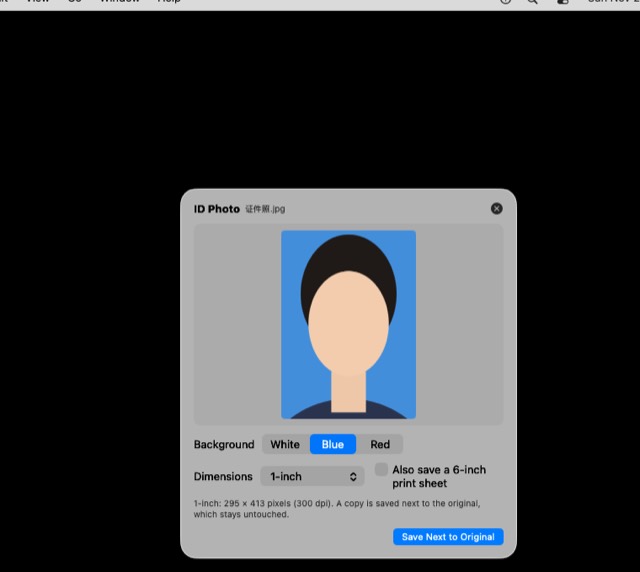 View Go Window Help
ID Photo 证件照.jpg
Background White Blue Red
Dimensions 1-inch
Also save a 6-inch
print sheet
1-inch: 295 × 413 pixels (300 dpi). A copy is saved next to the original,
which stays untouched.
Save Next to Original